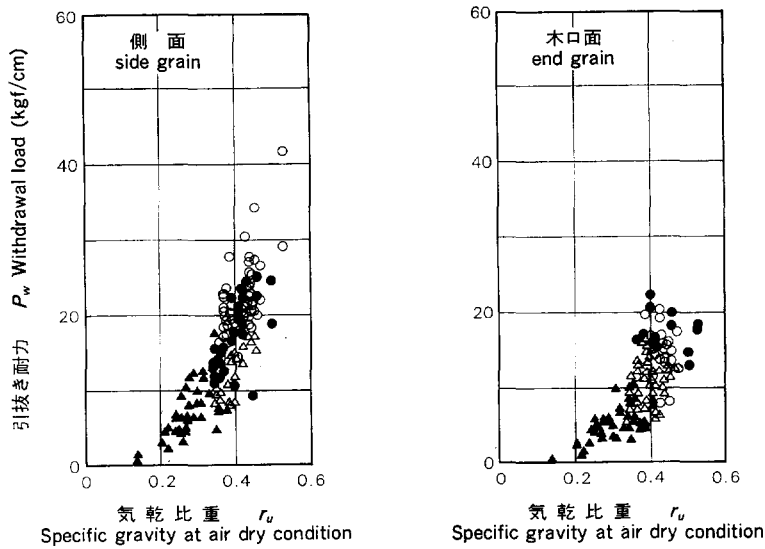 引抜き耐力 P_w Withdrawal load (kgf/cm)
60
40
20
0
側 面
side grain
0
0.2
0.4
0.6
気 乾 比 重 r_u
Specific gravity at air dry condition
60
40
20
0
木口面
end grain
0
0.2
0.4
0.6
気 乾 比 重 r_u
Specific gravity at air dry condition